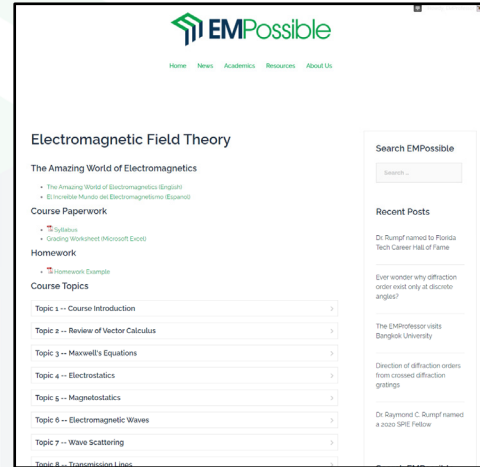 EMPossible
Home News Academics Resources About Us
Electromagnetic Field Theory
The Amazing World of Electromagnetics
The Amazing World of Electromagnetics (English)
El Increible Mundo del Electromagnetismo (Espanol)
Course Paperwork
Syllabus
Grading Worksheet (Microsoft Excel)
Homework
Homework Example
Course Topics
Topic 1 -- Course Introduction
Topic 2 -- Review of Vector Calculus
Topic 3 -- Maxwell's Equations
Topic 4 -- Electrostatics
Topic 5 -- Magnetostatics
Topic 6 -- Electromagnetic Waves
Topic 7 -- Wave Scattering
Topic 8 -- Transmission Lines
Search EMPossible
Search ...
Recent Posts
Dr. Rumpf named to Florida
Tech Career Hall of Fame
Ever wonder why diffraction
order exist only at discrete
angles?
The EMProfessor visits
Bangkok University
Direction of diffraction orders
from crossed diffraction
gratings
Dr. Raymond C. Rumpf named
a 2020 SPIE Fellow